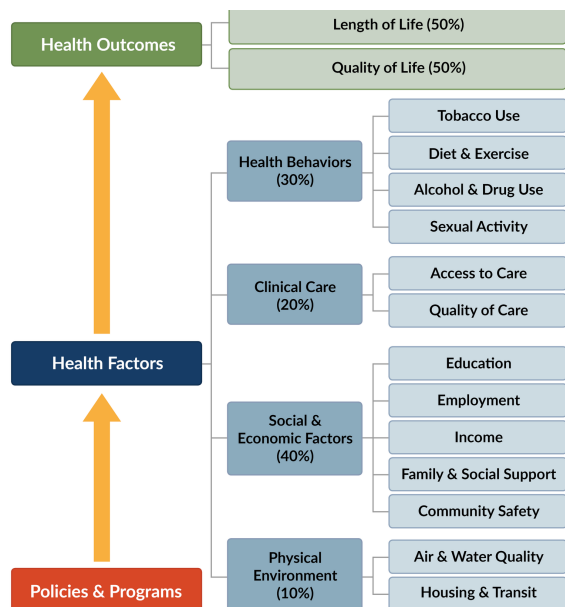 Health Outcomes
Length of Life (50%)
Quality of Life (50%)
Health Behaviors
(30%)
Tobacco Use
Diet & Exercise
Alcohol & Drug Use
Sexual Activity
Clinical Care
(20%)
Access to Care
Quality of Care
Health Factors
Social &
Economic Factors
(40%)
Education
Employment
Income
Family & Social Support
Community Safety
Physical
Environment
(10%)
Air & Water Quality
Housing & Transit
Policies & Programs